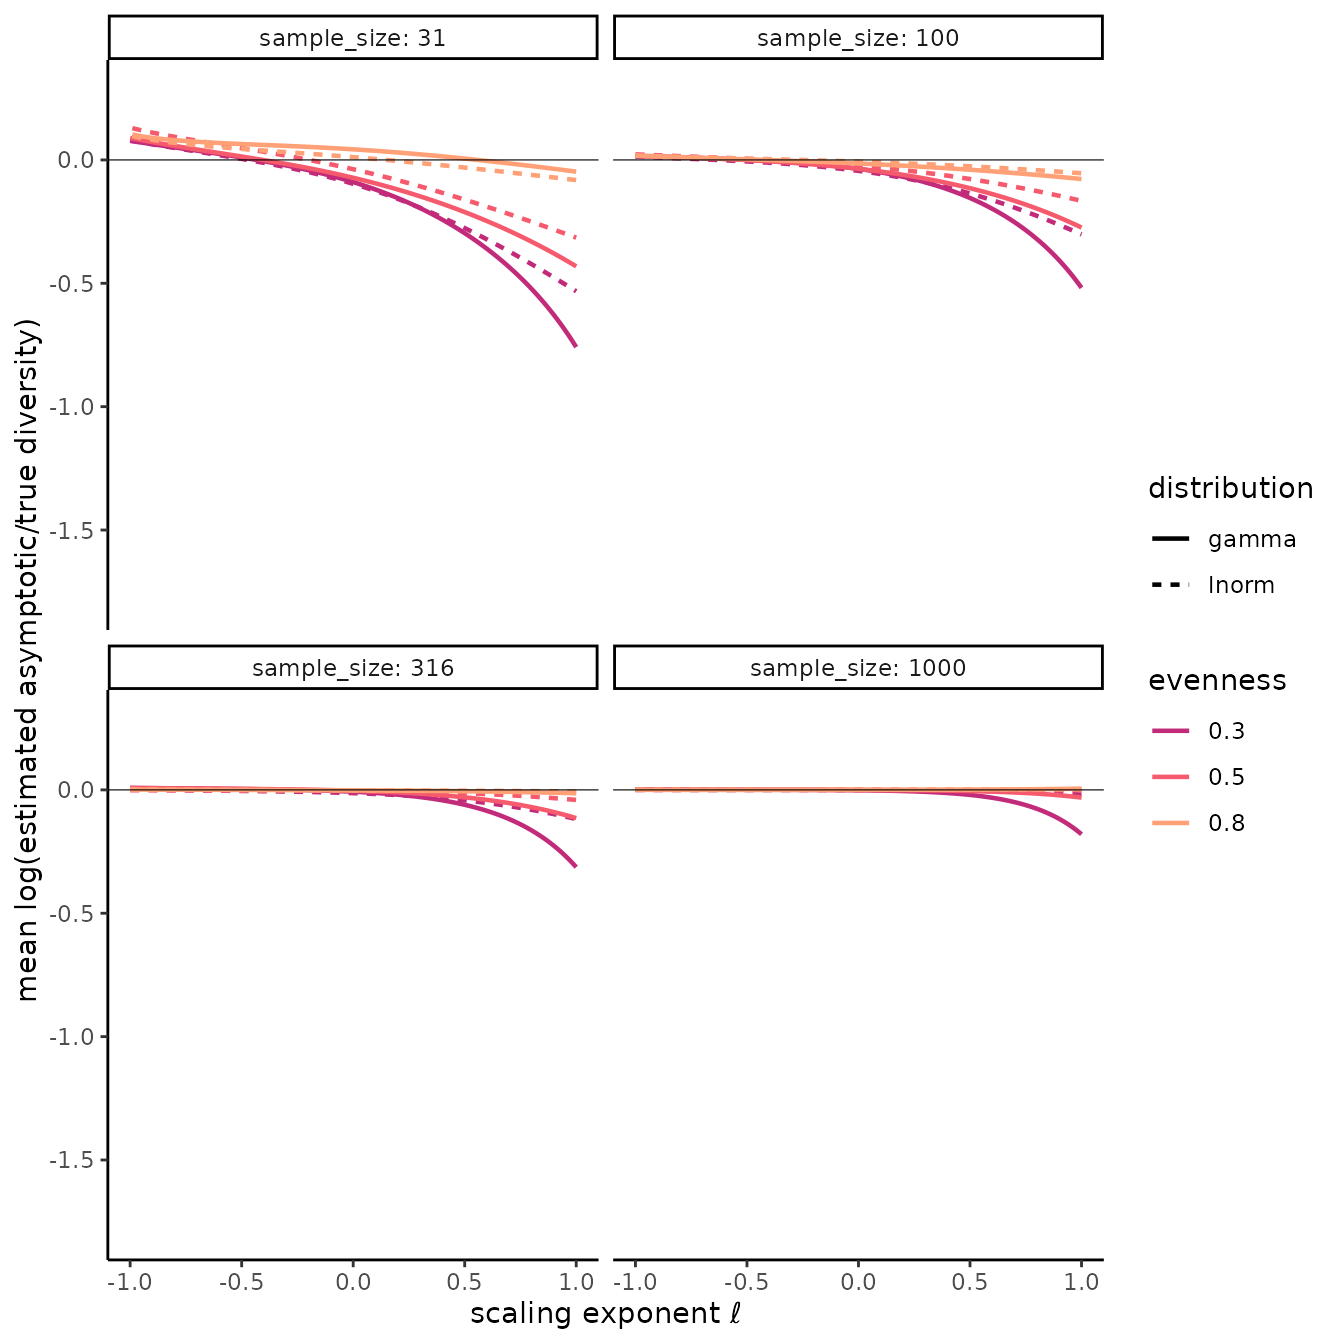 sample_size: 31
sample_size: 100
0.0
-0.5
-1.0
-1.5
sample_size: 316
sample_size: 1000
0.0
-0.5
-1.0
-1.5
-1.0 -0.5 0.0 0.5 1.0
-1.0 -0.5 0.0 0.5 1.0
scaling exponent ℓ
mean log(estimated asymptotic/true diversity)
distribution
gamma
lnorm
evenness
0.3
0.5
0.8